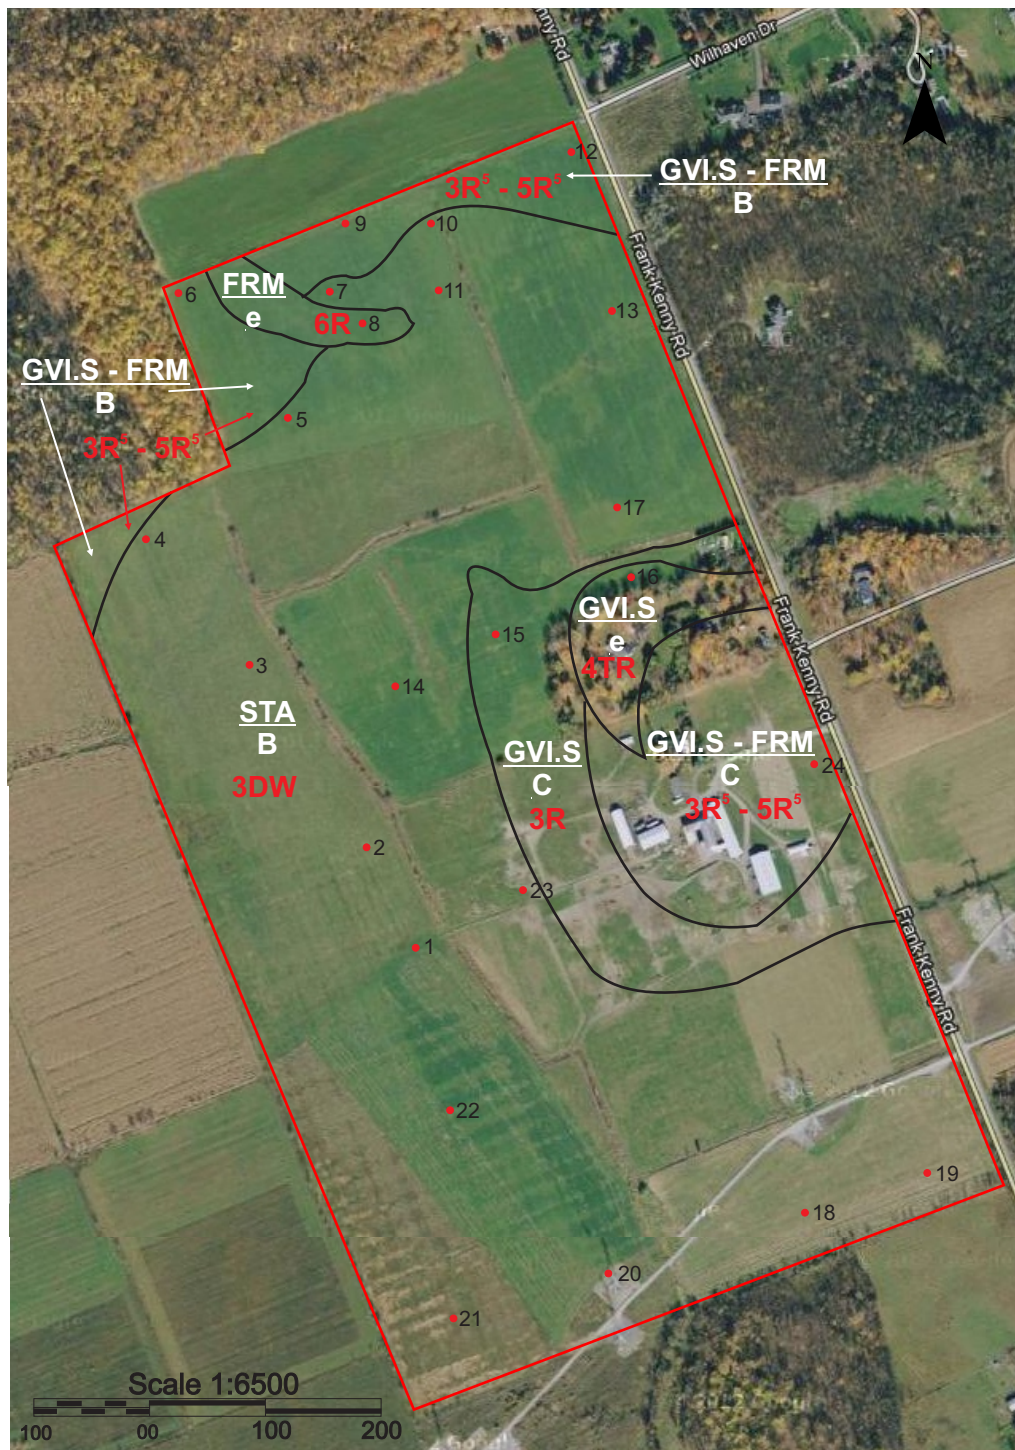 nny Rd
Wilhaven Dr
N
12
GVI.S - FRM
B
3R⁵ - 5R⁵
9
10
Frank Kenny Rd
6
FRM
e
7
11
6R
8
13
GVI.S - FRM
B
3R⁵ - 5R⁵
5
4
17
16
GVI.S
e
4TR
15
Frank Kenny Rd
3
14
STA
B
3DW
GVI.S
C
3R
GVI.S - FRM
C
3R⁵ - 5R⁵
24
2
23
1
Frank Kenny Rd
22
19
18
20
21
Scale 1:6500
100 00 100 200